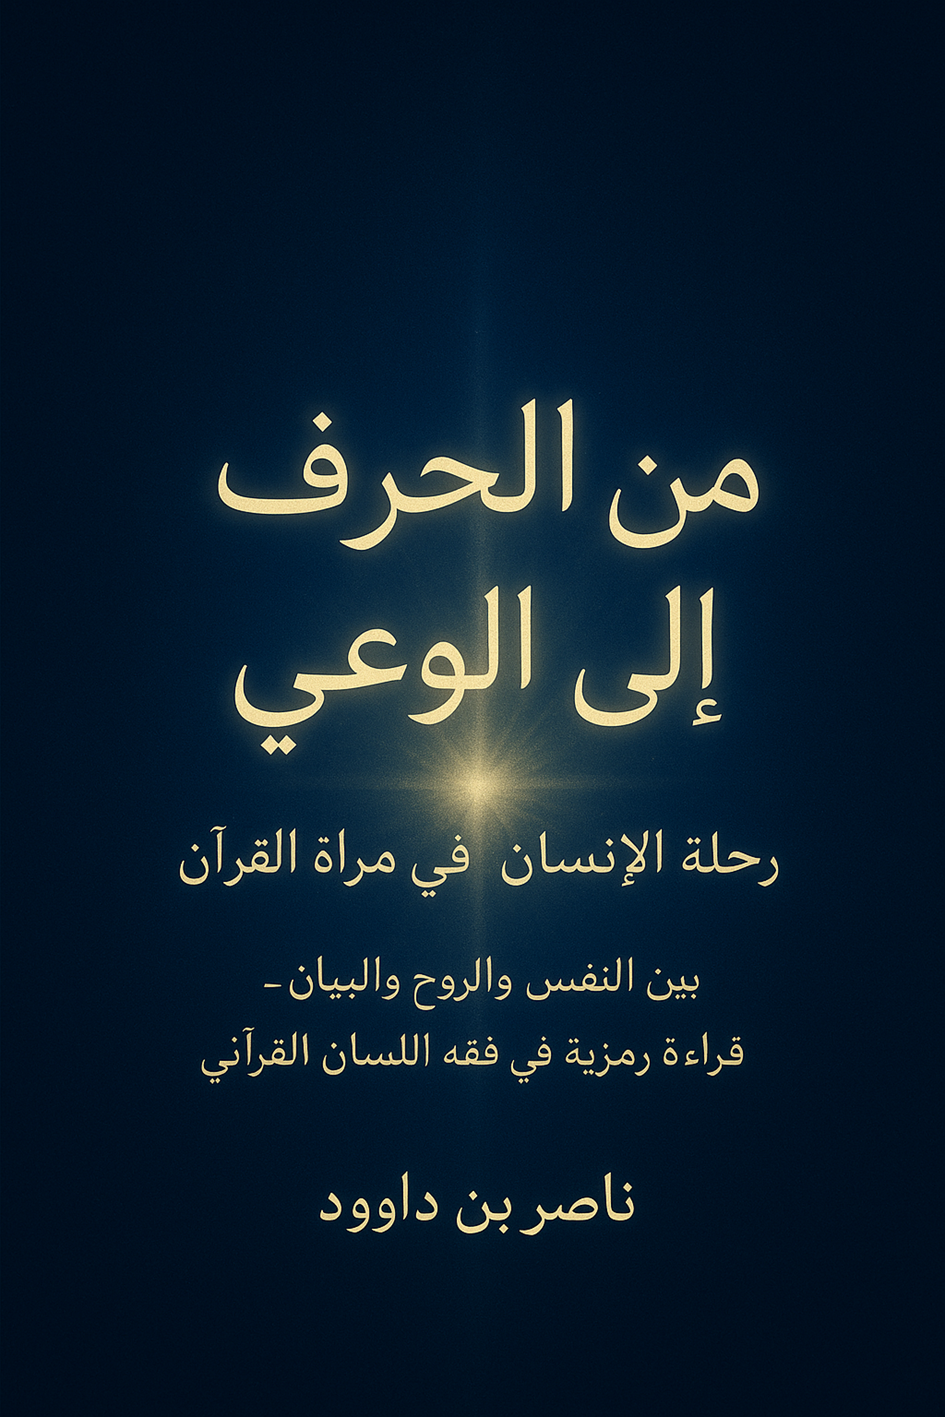 من الحرف
إلى الوعي
رحلة الإنسان في مراة القرآن
بين النفس والروح والبيان–
قراءة رمزية في فقه اللسان القرآني
ناصر بن داوود